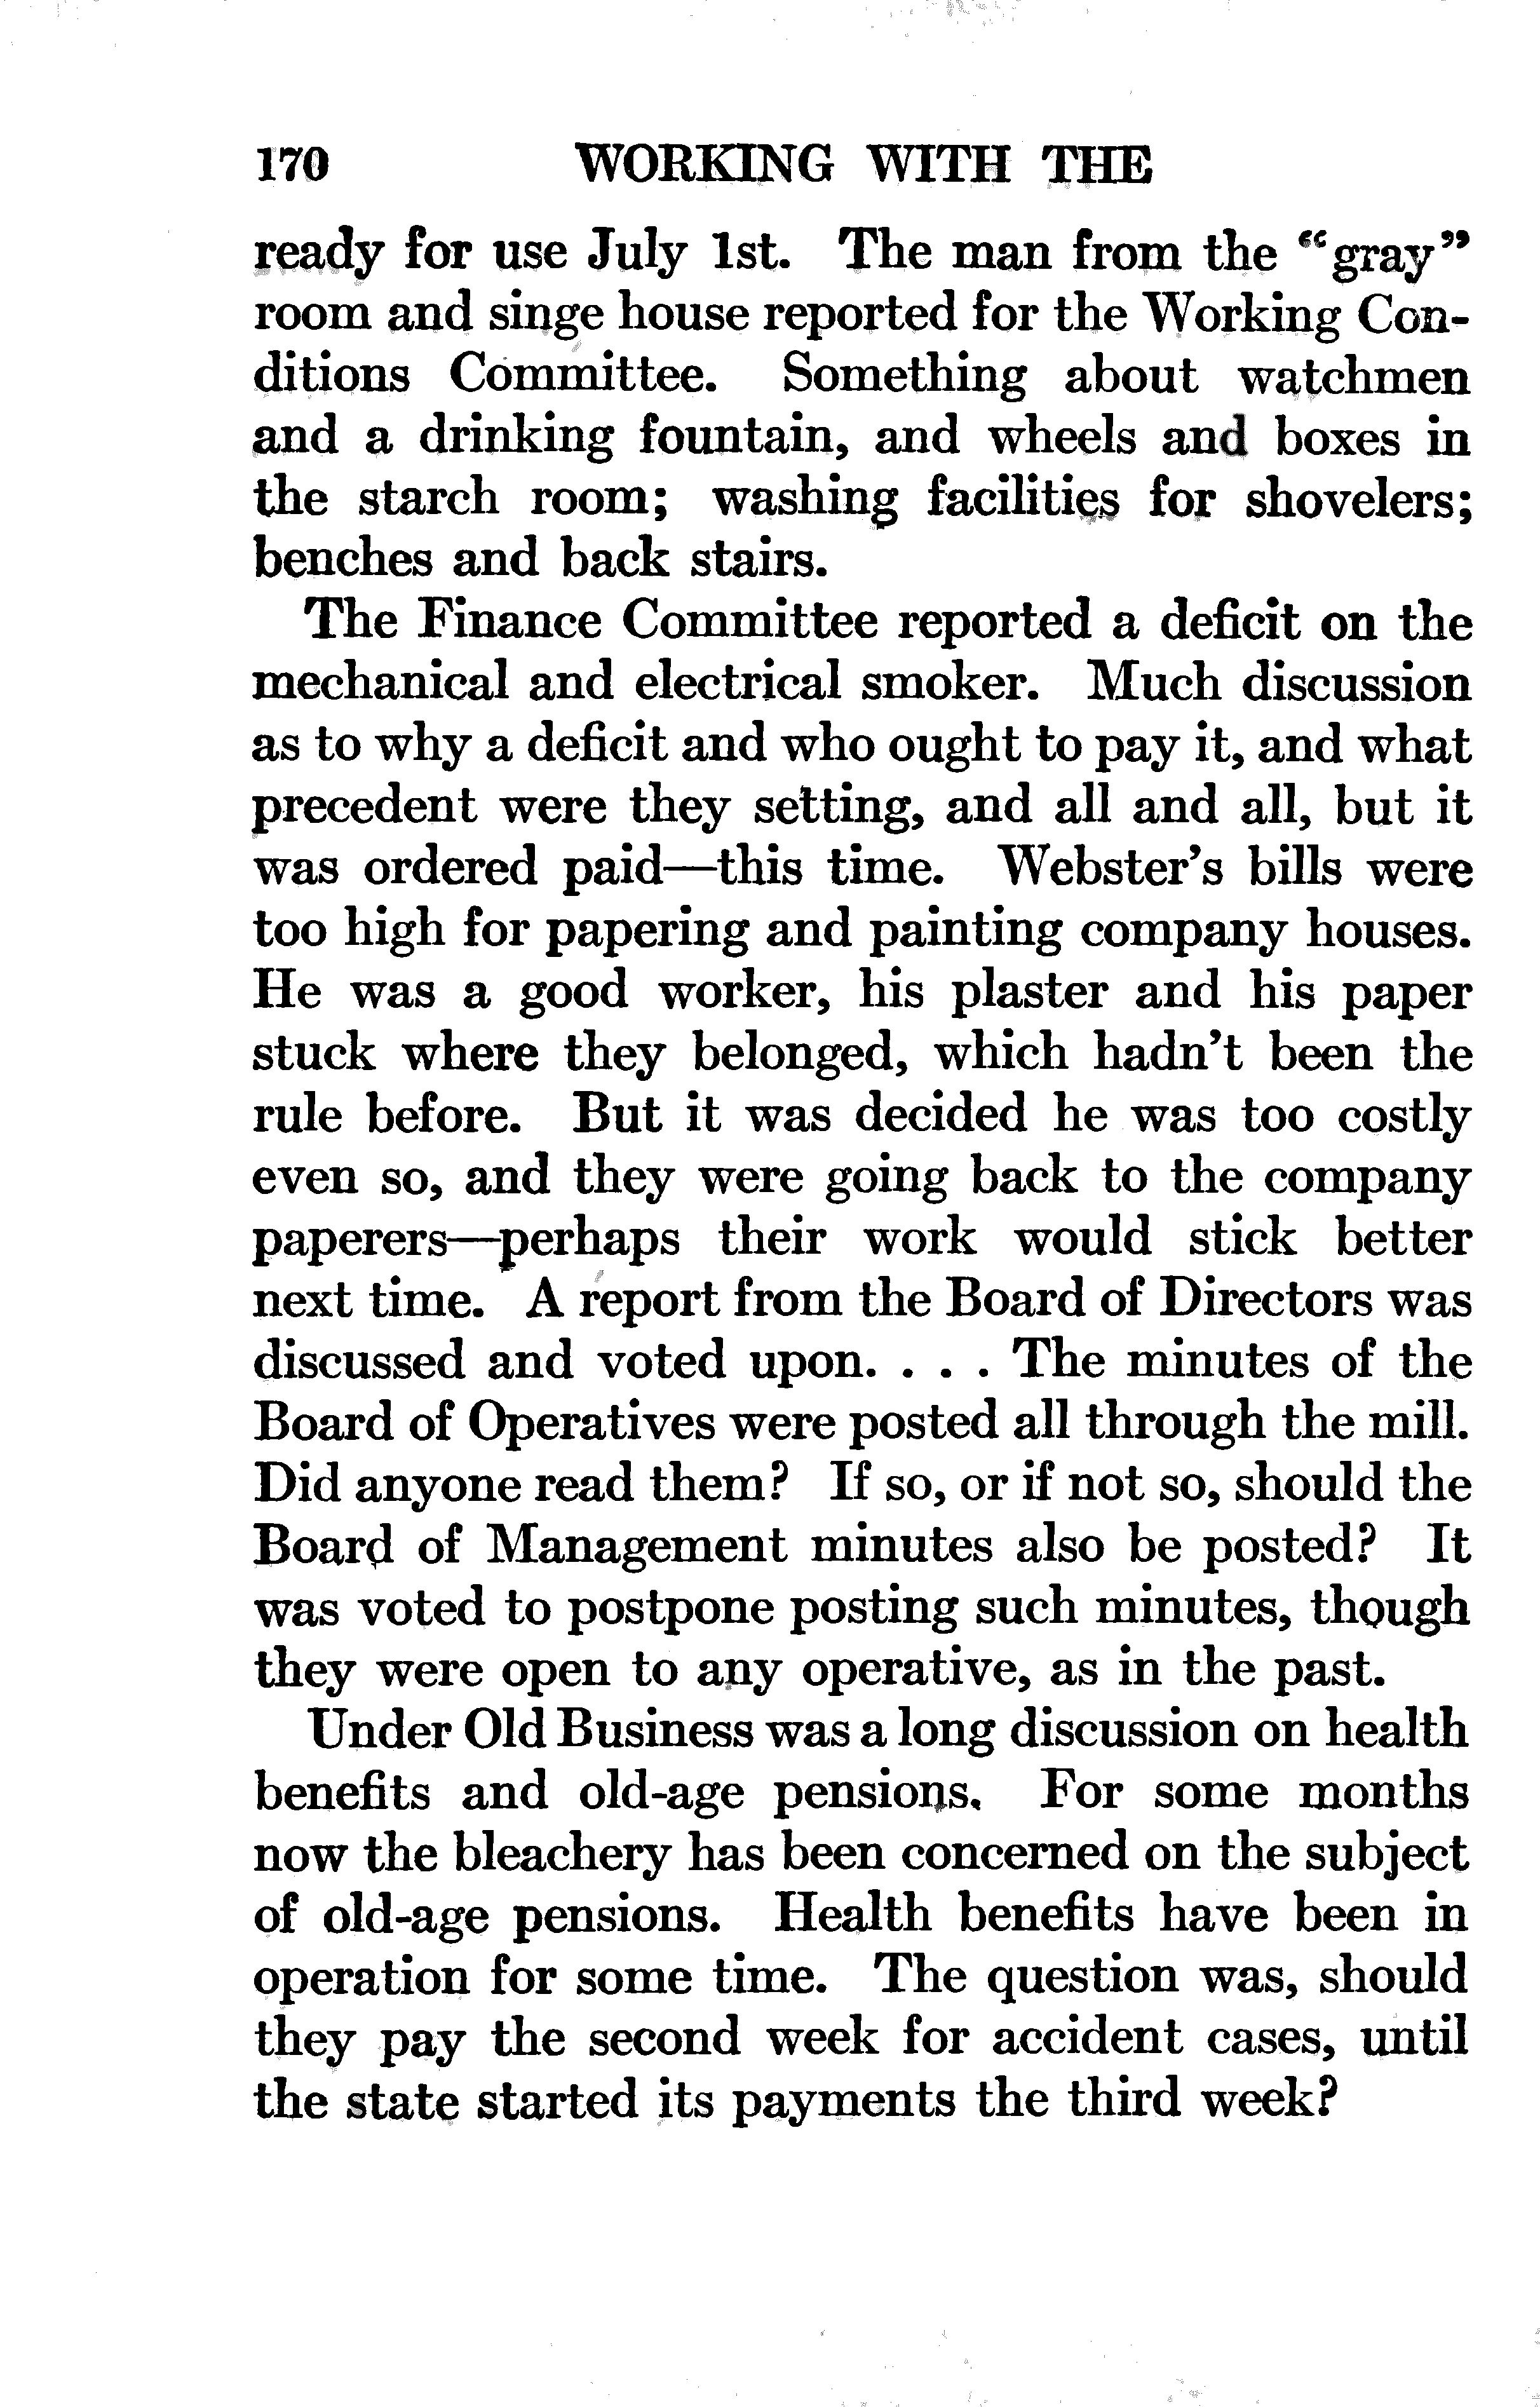 170 WORKING WITH THE
ready for use July 1st. The man from the “gray”
room and singe house reported for the Working Con-
ditions Committee. Something about watchmen
and a drinking fountain, and wheels and boxes in
the starch room; washing facilities for shovelers;
benches and back stairs.
The Finance Committee reported a deficit on the
mechanical and electrical smoker. Much discussion
as to why a deficit and who ought to pay it, and what
precedent were they setting, and all and all, but it
was ordered paid—this time. Webster’s bills were
too high for papering and painting company houses.
He was a good worker, his plaster and his paper
stuck where they belonged, which hadn’t been the
rule before. But it was decided he was too costly
even so, and they were going back to the company
paperers—perhaps their work would stick better
next time. A report from the Board of Directors was
discussed and voted upon. . . . The minutes of the
Board of Operatives were posted all through the mill.
Did anyone read them? If so, or if not so, should the
Board of Management minutes also be posted? It
was voted to postpone posting such minutes, though
they were open to any operative, as in the past.
Under Old Business was a long discussion on health
benefits and old-age pensions. For some months
now the bleachery has been concerned on the subject
of old-age pensions. Health benefits have been in
operation for some time. The question was, should
they pay the second week for accident cases, until
the state started its payments the third week?